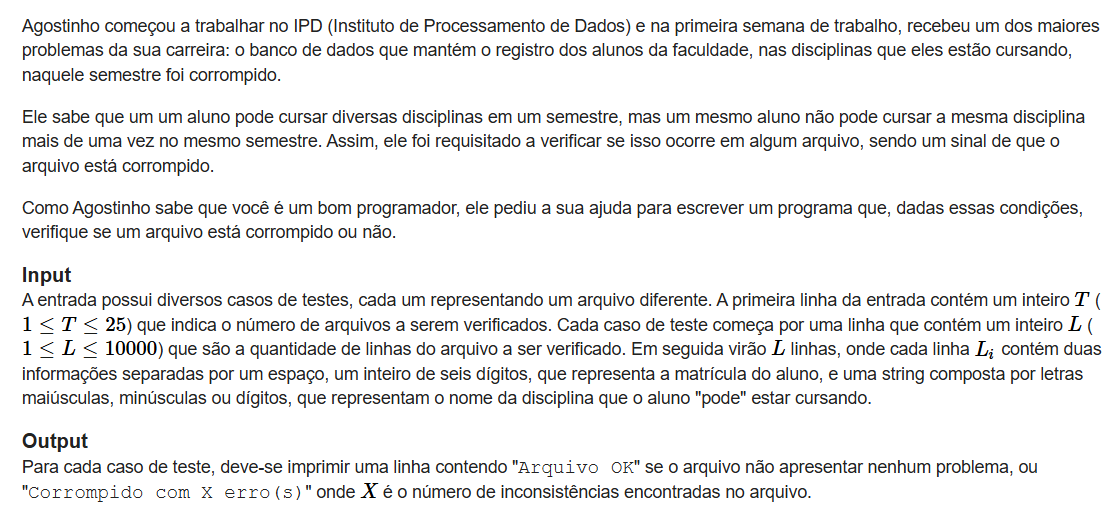 Agostinho começou a trabalhar no IPD (Instituto de Processamento de Dados) e na primeira semana de trabalho, recebeu um dos maiores
problemas da sua carreira: o banco de dados que mantém o registro dos alunos da faculdade, nas disciplinas que eles estão cursando,
naquele semestre foi corrompido.
Ele sabe que um um aluno pode cursar diversas disciplinas em um semestre, mas um mesmo aluno não pode cursar a mesma disciplina
mais de uma vez no mesmo semestre. Assim, ele foi requisitado a verificar se isso ocorre em algum arquivo, sendo um sinal de que o
arquivo está corrompido.
Como Agostinho sabe que você é um bom programador, ele pediu a sua ajuda para escrever um programa que, dadas essas condições,
verifique se um arquivo está corrompido ou não.
Input
A entrada possui diversos casos de testes, cada um representando um arquivo diferente. A primeira linha da entrada contém um inteiro T (
1 ≤ T ≤ 25) que indica o número de arquivos a serem verificados. Cada caso de teste começa por uma linha que contém um inteiro L (
1 ≤ L ≤ 10000) que são a quantidade de linhas do arquivo a ser verificado. Em seguida virão L linhas, onde cada linha Lᵢ contém duas
informações separadas por um espaço, um inteiro de seis dígitos, que representa a matrícula do aluno, e uma string composta por letras
maiúsculas, minúsculas ou dígitos, que representam o nome da disciplina que o aluno "pode" estar cursando.
Output
Para cada caso de teste, deve-se imprimir uma linha contendo "Arquivo OK" se o arquivo não apresentar nenhum problema, ou
"Corrompido com X erro(s)" onde X é o número de inconsistências encontradas no arquivo.